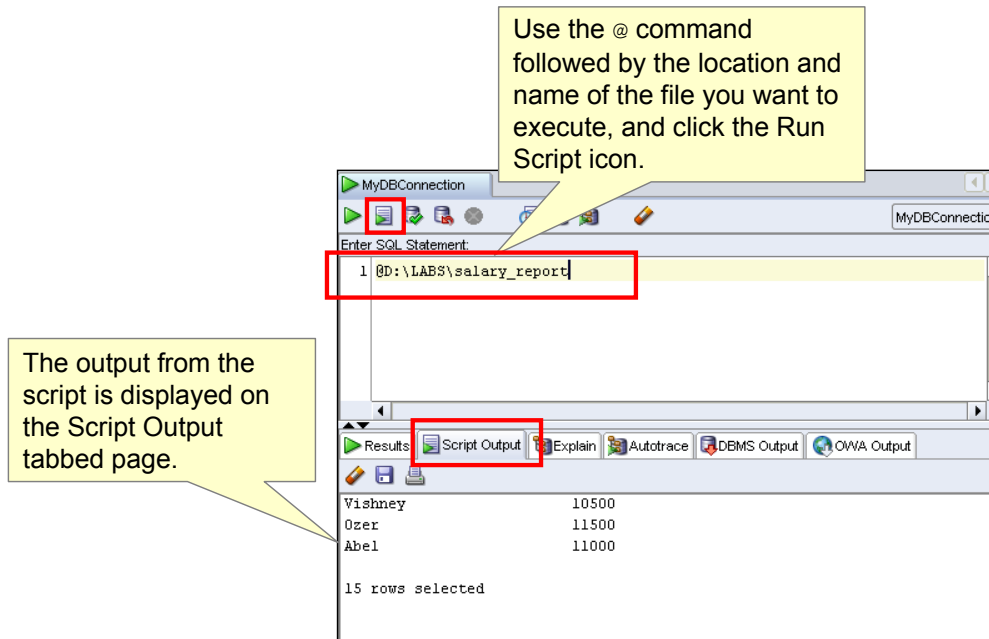 Use the @ command
followed by the location and
name of the file you want to
execute, and click the Run
Script icon.
MyDBConnection
MyDBConnectio
Enter SQL Statement:
1 @D:\LABS\salary_report
The output from the
script is displayed on
the Script Output
tabbed page.
Results Script Output Explain Autotrace DBMS Output OWA Output
Vishney 10500
Ozer 11500
Abel 11000
15 rows selected